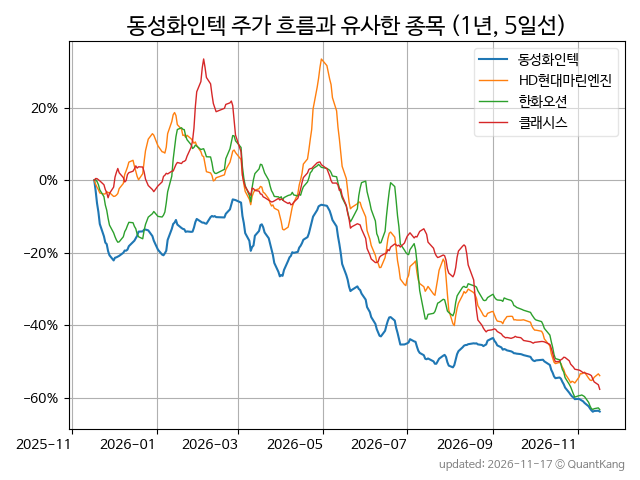 동성화인텍 주가 흐름과 유사한 종목 (1년, 5일선)
동성화인텍
HD현대마린엔진
한화오션
클래시스
20%
0%
−20%
−40%
−60%
2025−11
2026−01
2026−03
2026−05
2026−07
2026−09
2026−11
updated: 2026-11-17 © QuantKang